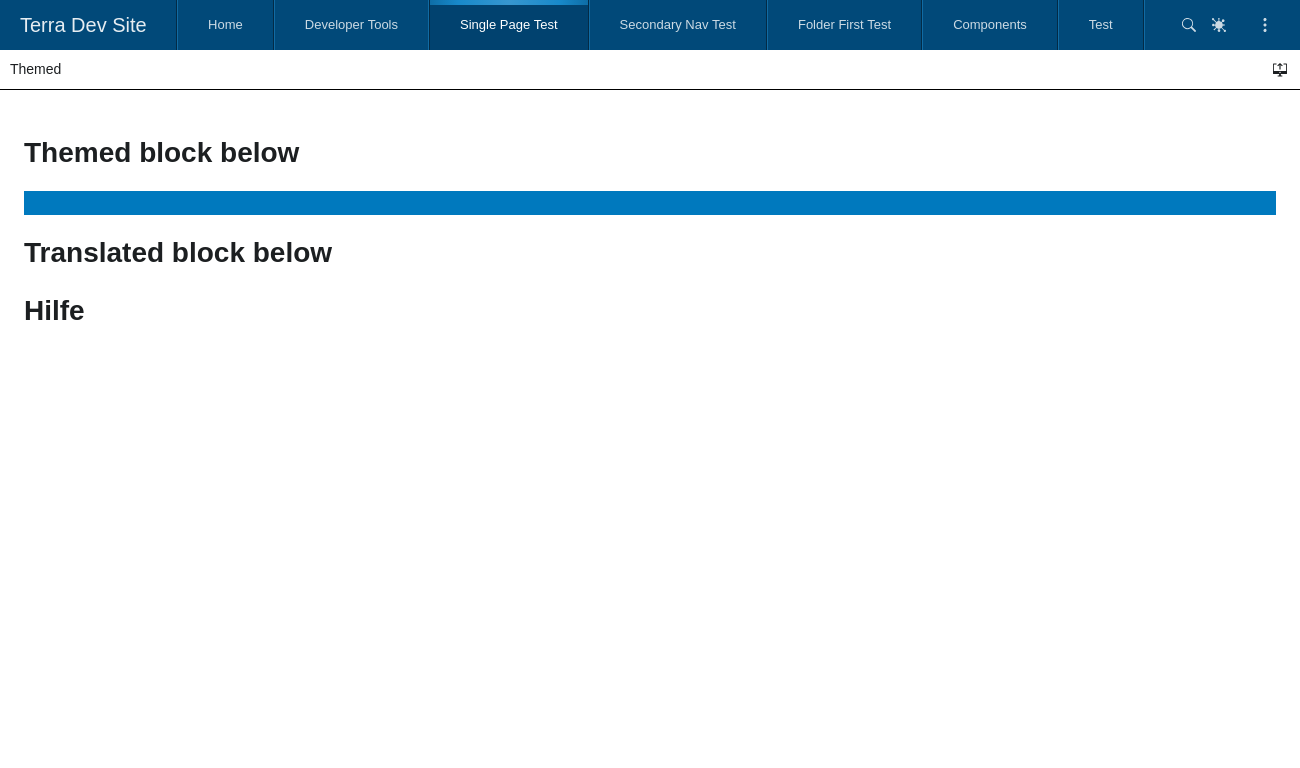 Terra Dev Site
Home
Developer Tools
Single Page Test
Secondary Nav Test
Folder First Test
Components
Test
Themed
Themed block below
Translated block below
Hilfe